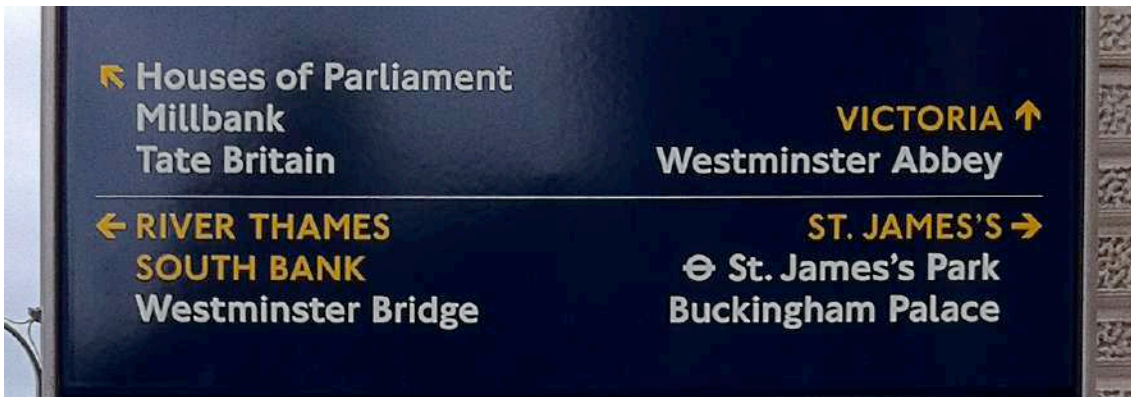 Houses of Parliament
Millbank
Tate Britain
VICTORIA
Westminster Abbey
RIVER THAMES
SOUTH BANK
Westminster Bridge
ST. JAMES'S
St. James's Park
Buckingham Palace